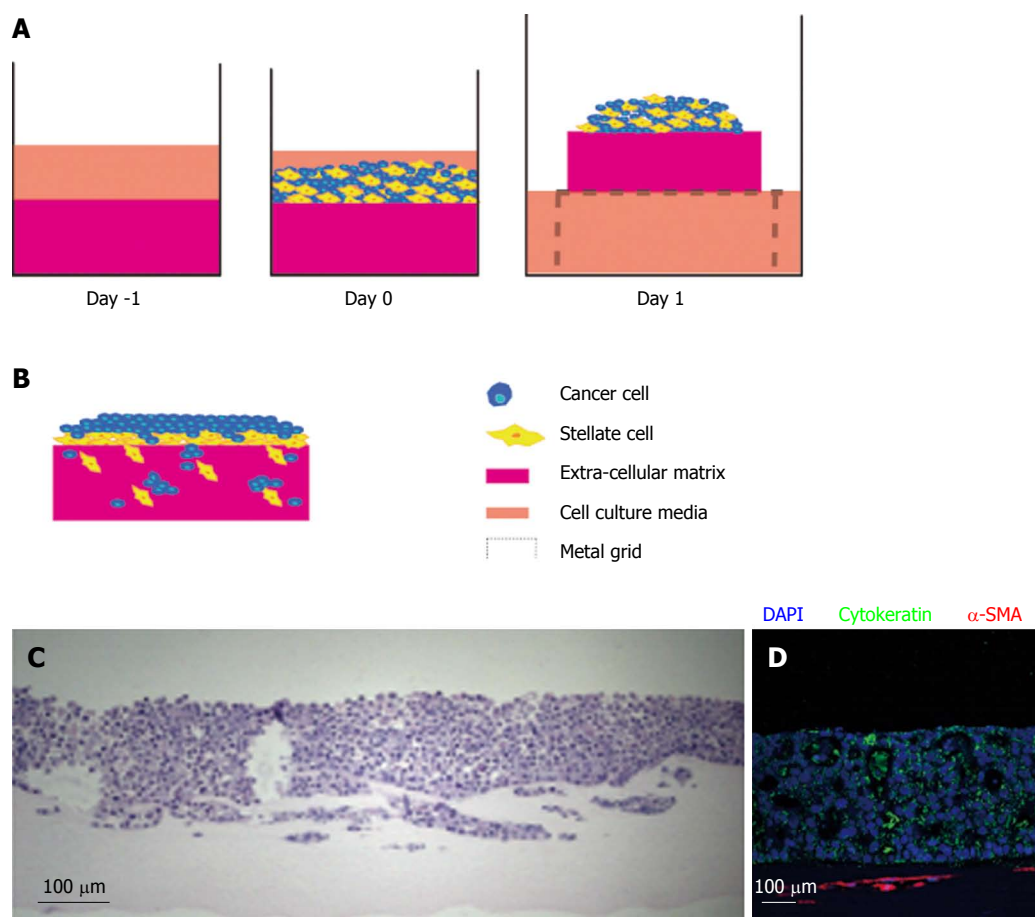 A
Day -1
Day 0
Day 1
B
Cancer cell
Stellate cell
Extra-cellular matrix
Cell culture media
Metal grid
DAPI Cytokeratin α-SMA
C
D
100 μm
100 μm